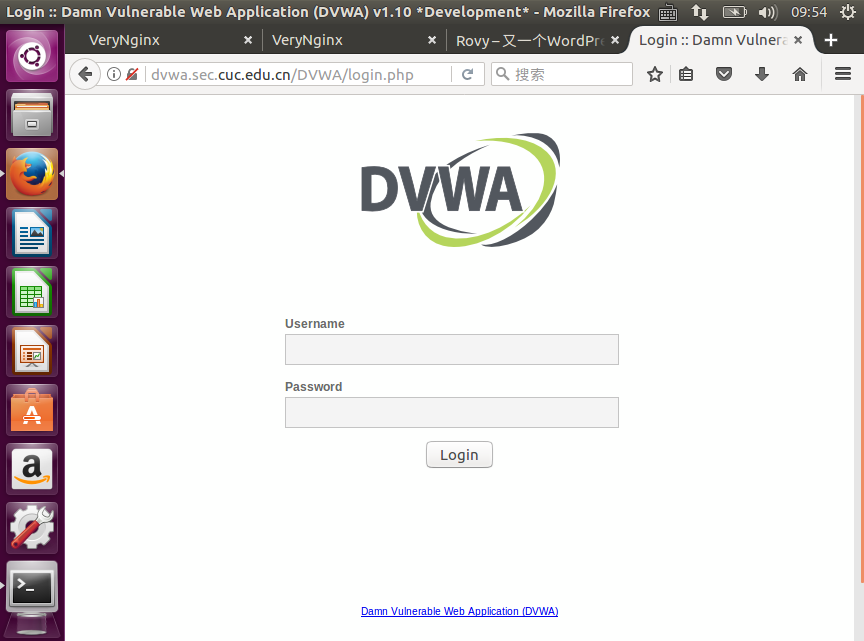 Login :: Damn Vulnerable Web Application (DVWA) v1.10 *Development* - Mozilla Firefox 09:54
VeryNginx VeryNginx Rovy – 又一个WordPr Login :: Damn Vulnera
dvwa.sec.cuc.edu.cn/DVWA/login.php 搜索
DVWA
Username
Password
Login
Damn Vulnerable Web Application (DVWA)